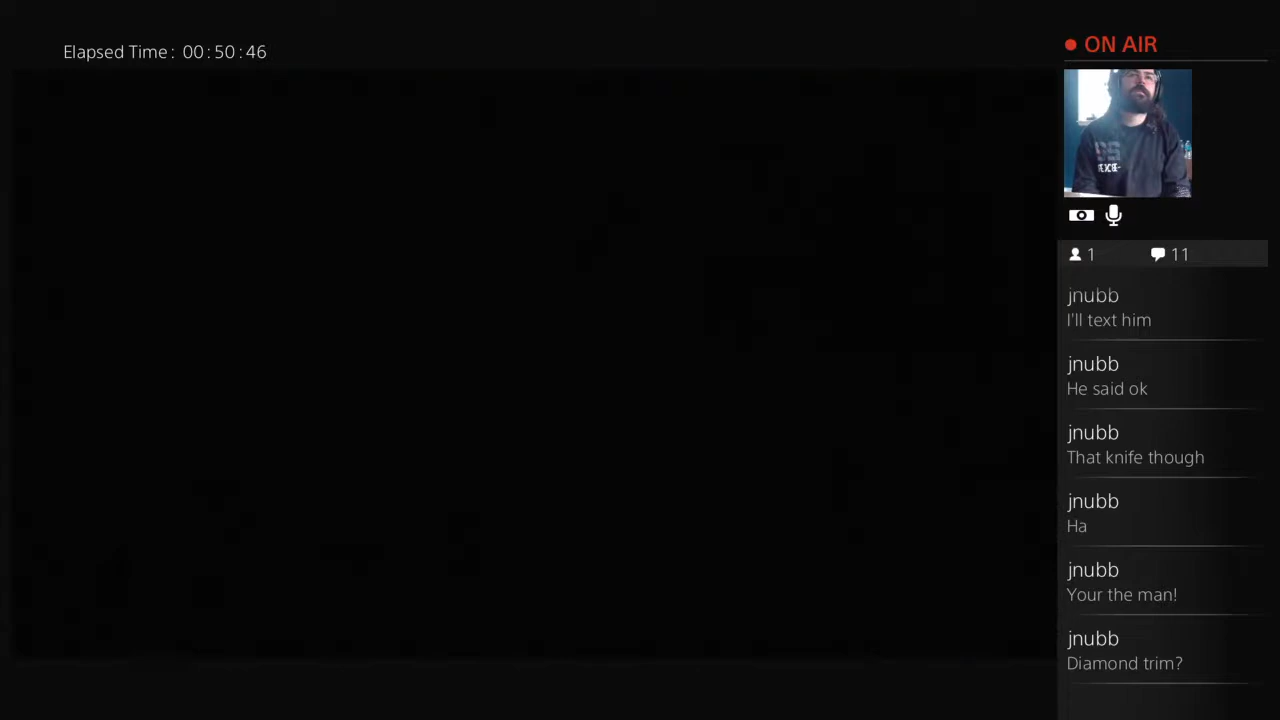 Elapsed Time: 00:50:46
ON AIR
1 11
jnubb
I'll text him
jnubb
He said ok
jnubb
That knife though
jnubb
Ha
jnubb
Your the man!
jnubb
Diamond trim?